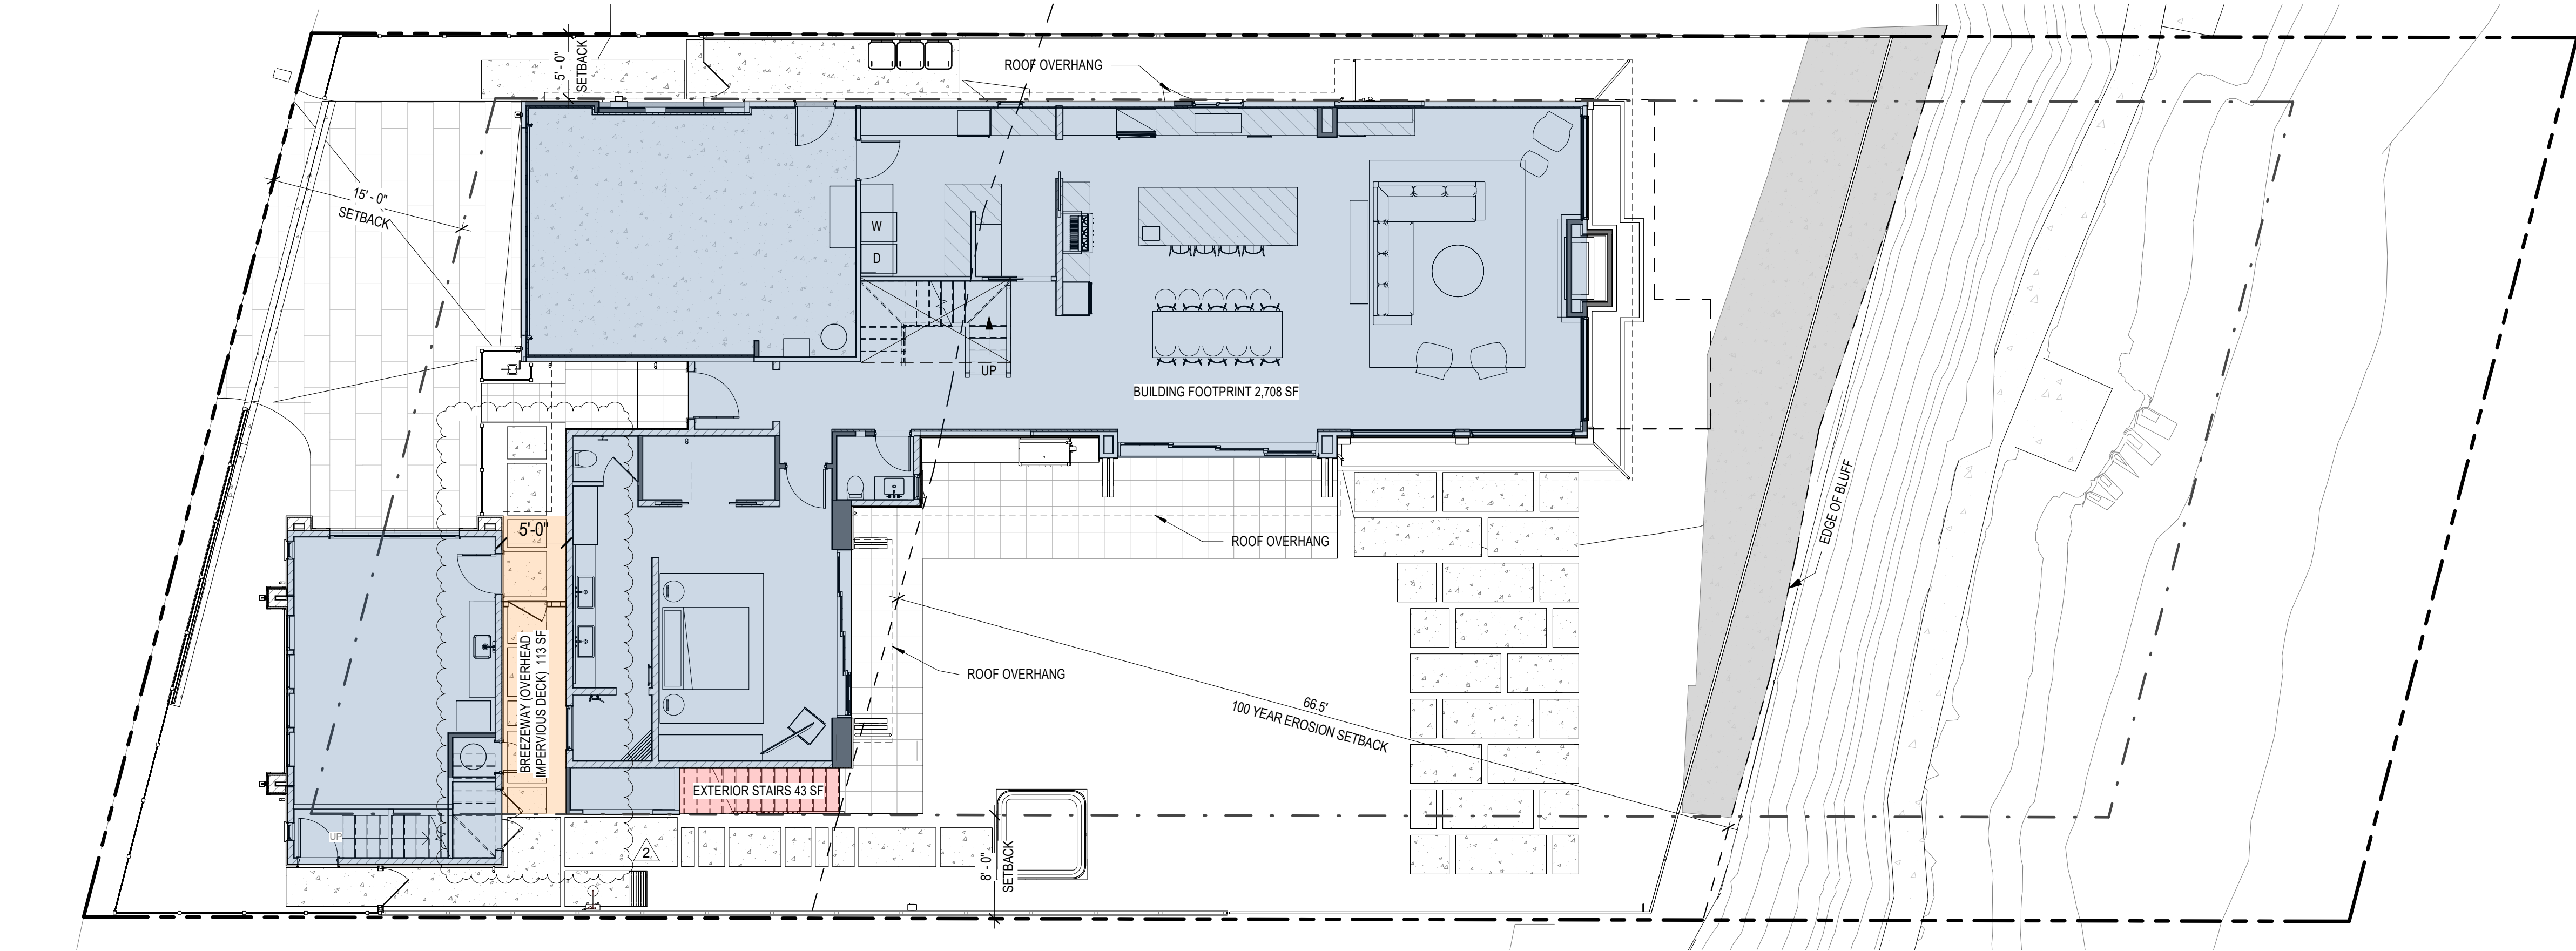 5' - 0"
SETBACK
ROOF OVERHANG
15' - 0"
SETBACK
W
D
UP
BUILDING FOOTPRINT 2,708 SF
EDGE OF BLUFF
5'-0"
ROOF OVERHANG
BREEZEWAY (OVERHEAD
IMPERVIOUS DECK) 113 SF
ROOF OVERHANG
66.5'
100 YEAR EROSION SETBACK
EXTERIOR STAIRS 43 SF
UP
2
8' - 0"
SETBACK